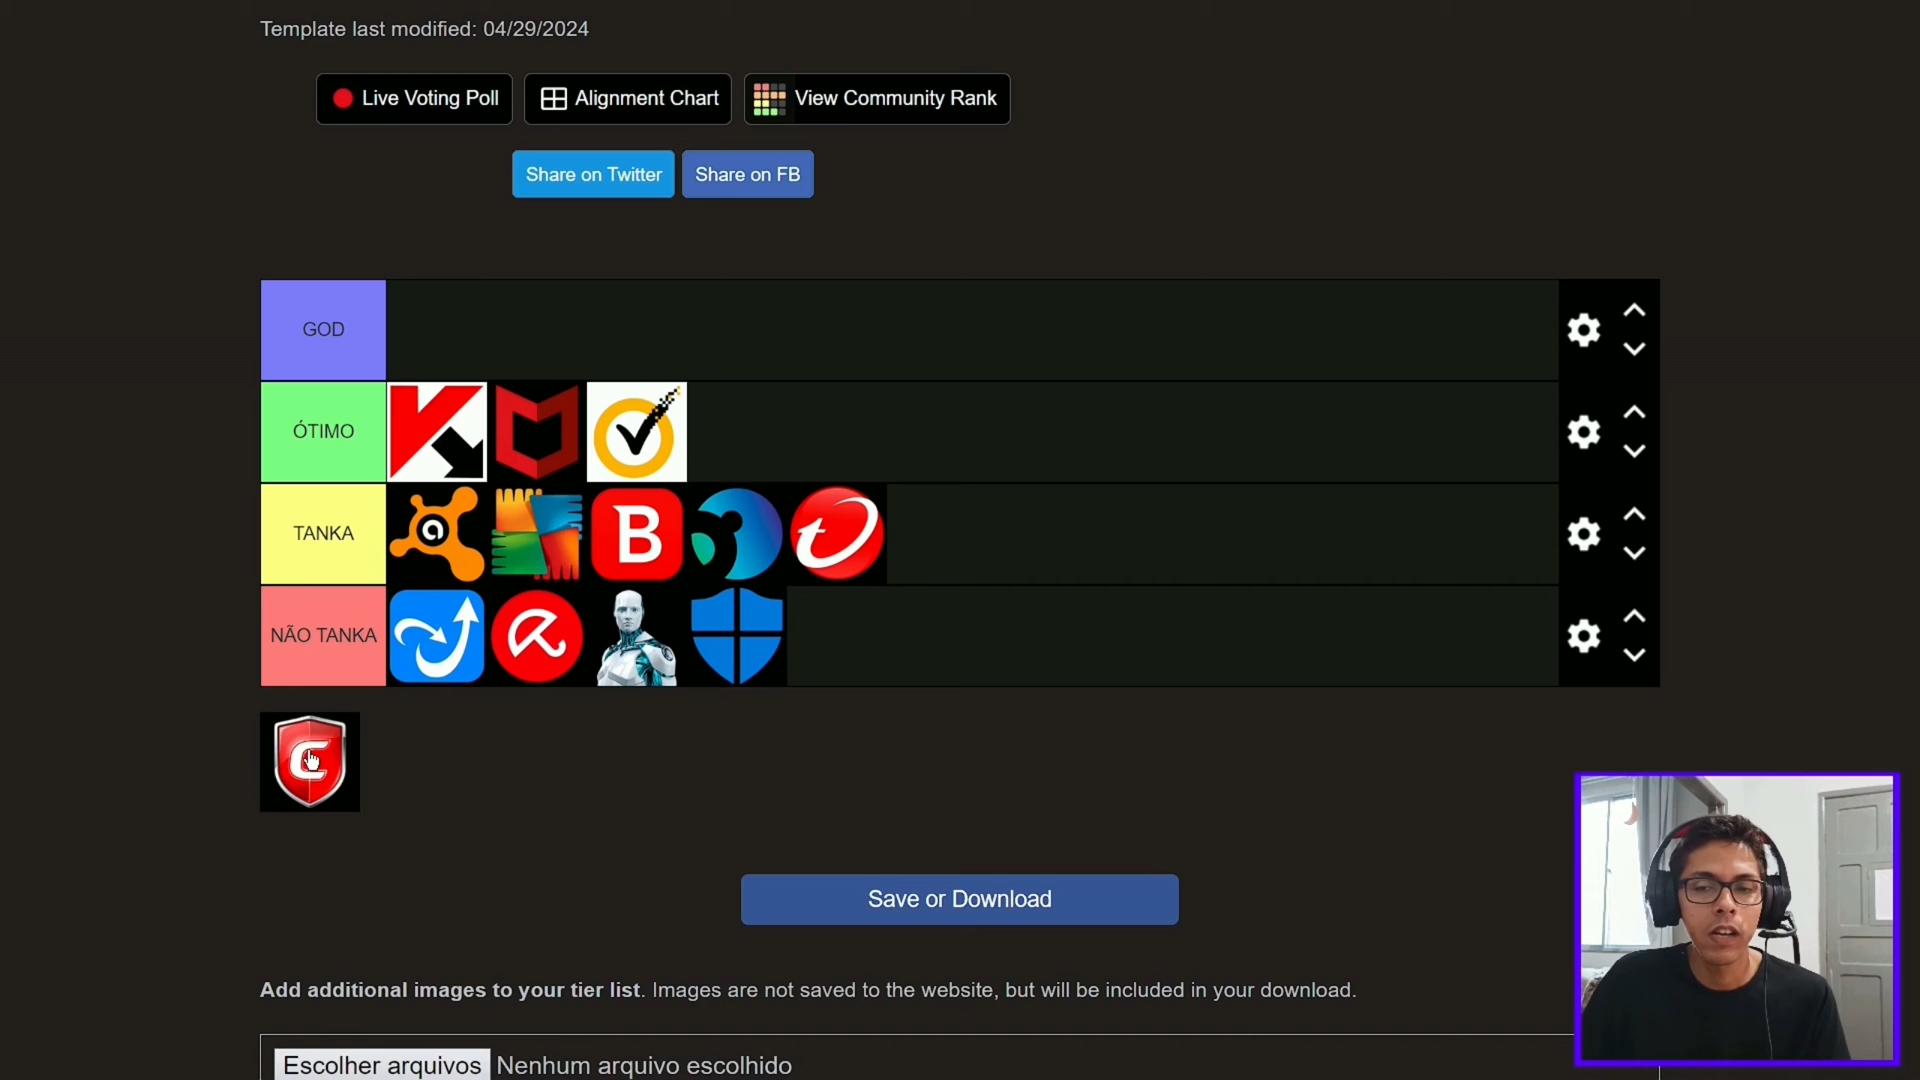 Template last modified: 04/29/2024
Live Voting Poll
Alignment Chart
View Community Rank
Share on Twitter
Share on FB
GOD
ÓTIMO
TANKA
B
NÃO TANKA
C
Save or Download
Add additional images to your tier list. Images are not saved to the website, but will be included in your download.
Escolher arquivos Nenhum arquivo escolhido